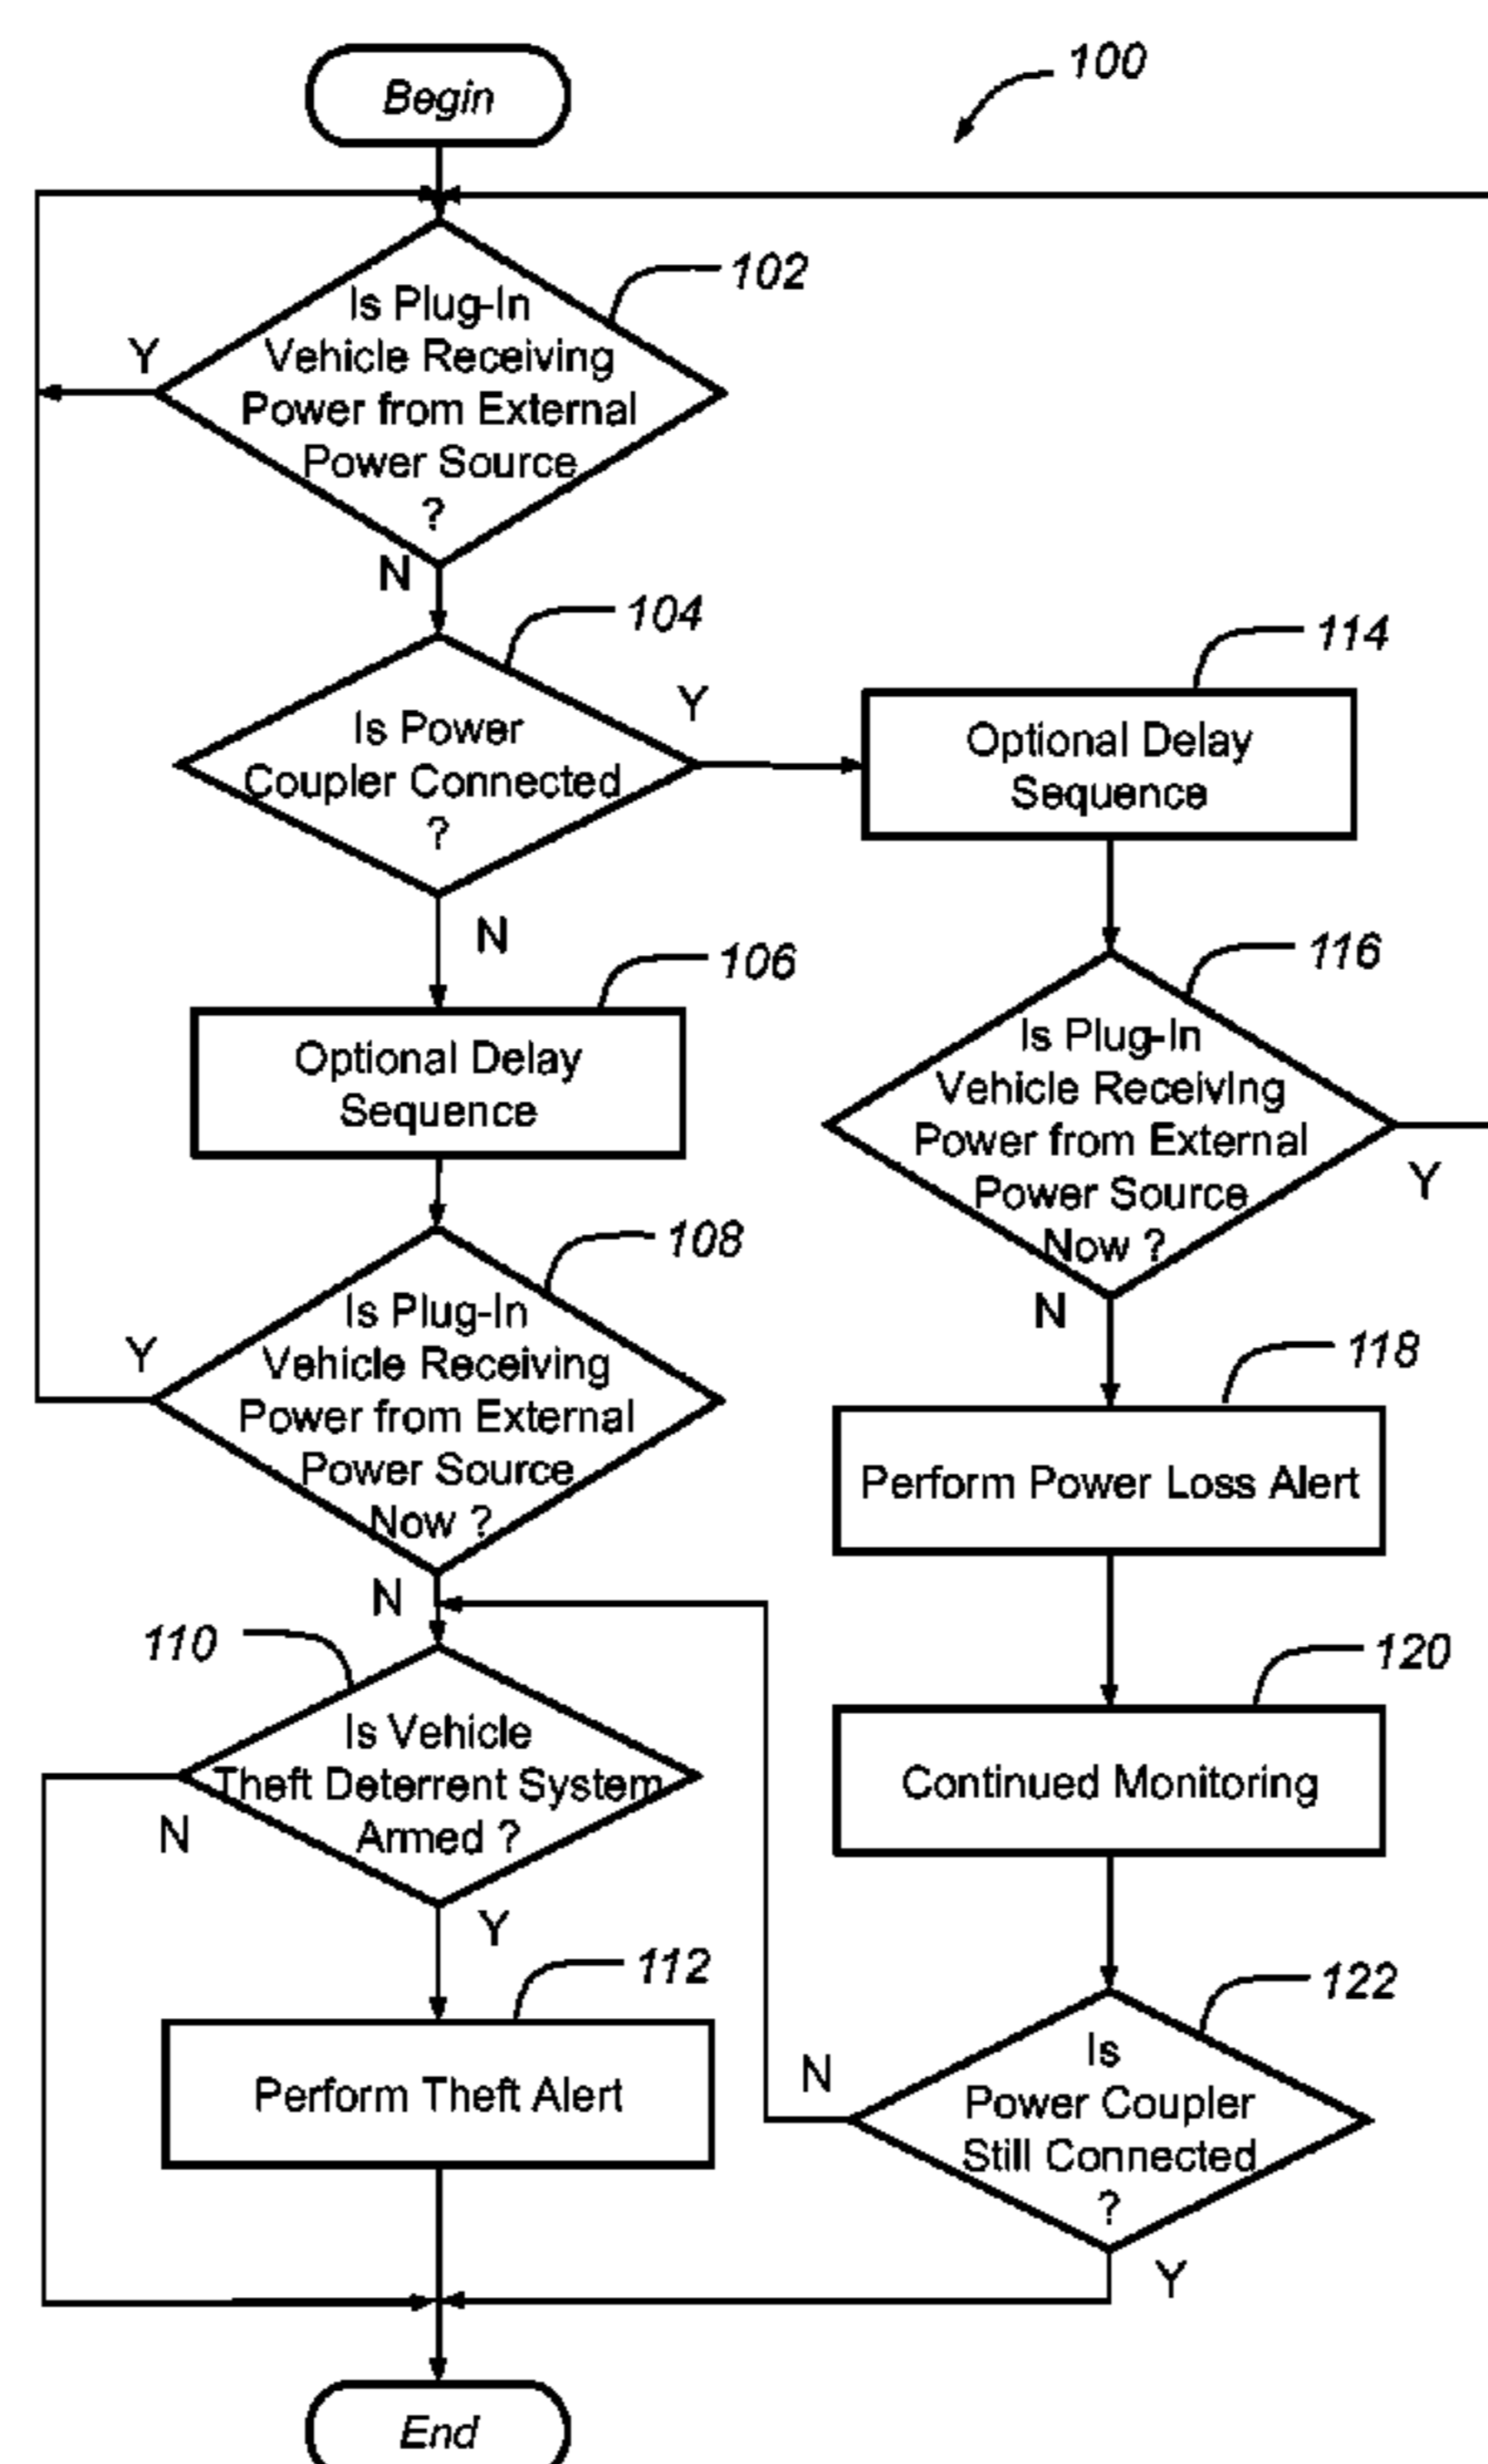 Begin
100
Is Plug-In
Vehicle Receiving
Power from External
Power Source
?
102
Y
N
Is Power
Coupler Connected
?
104
Y
N
Optional Delay
Sequence
106
Is Plug-In
Vehicle Receiving
Power from External
Power Source
Now ?
108
Y
N
Is Vehicle
Theft Deterrent System
Armed ?
110
N
Y
Perform Theft Alert
112
Optional Delay
Sequence
114
Is Plug-In
Vehicle Receiving
Power from External
Power Source
Now ?
116
Y
N
Perform Power Loss Alert
118
Continued Monitoring
120
Is
Power Coupler
Still Connected
?
122
N
Y
End